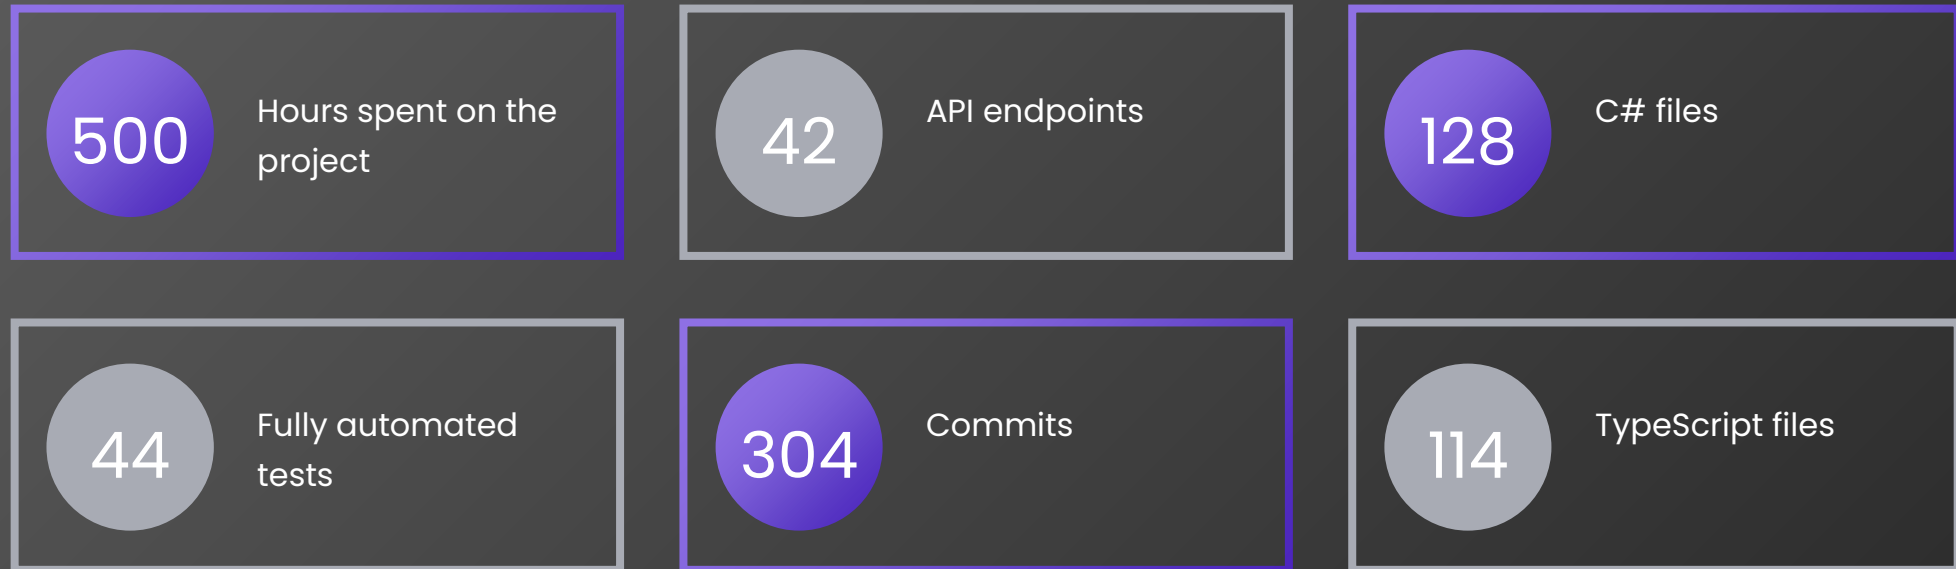 500
Hours spent on the
project
42
API endpoints
128
C# files
44
Fully automated
tests
304
Commits
114
TypeScript files